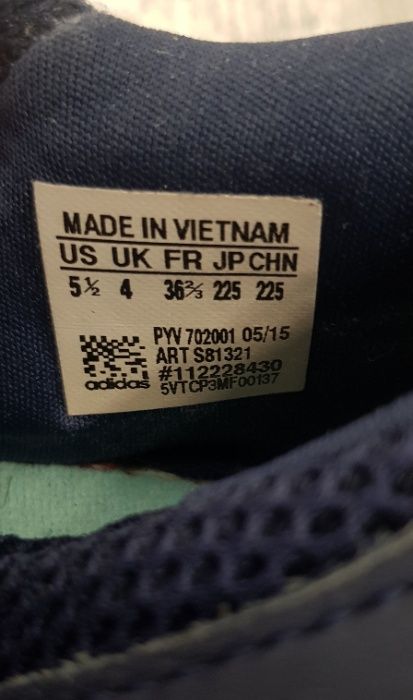 MADE IN VIETNAM
US UK FR JP CHN
5½ 4 36⅔ 225 225
PYV 702001 05/15
ART S81321
#112228430
adidas 5VTCP3MF00137